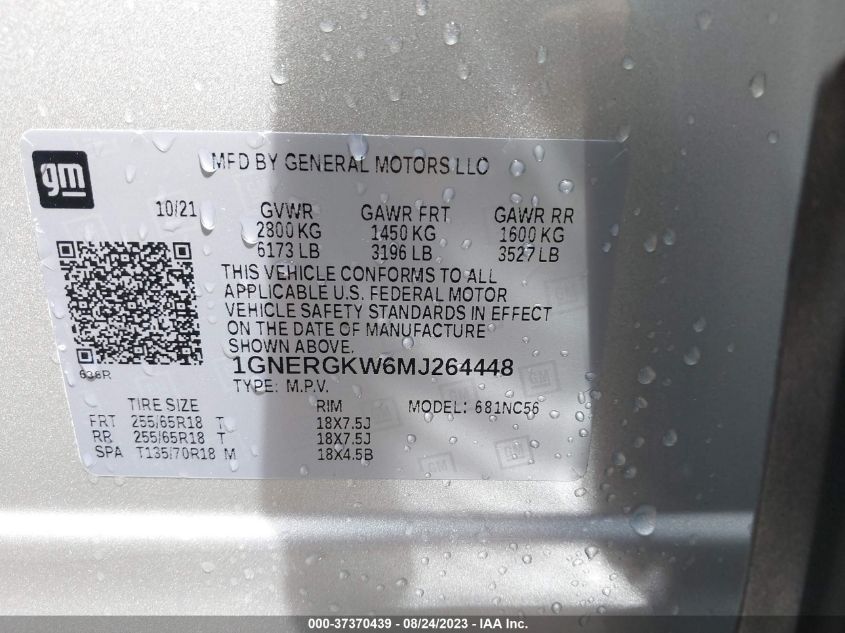 gm
MFD BY GENERAL MOTORS LLC
10/21 GVWR GAWR FRT GAWR RR
2800 KG 1450 KG 1600 KG
6173 LB 3196 LB 3527 LB
THIS VEHICLE CONFORMS TO ALL
APPLICABLE U.S. FEDERAL MOTOR
VEHICLE SAFETY STANDARDS IN EFFECT
ON THE DATE OF MANUFACTURE
SHOWN ABOVE.
636R
1GNERGKW6MJ264448
TYPE: M.P.V.
TIRE SIZE RIM MODEL: 681NC56
FRT 255/65R18 T 18X7.5J
RR 255/65R18 T 18X7.5J
SPA T135/70R18 M 18X4.5B
000-37370439 - 08/24/2023 - IAA Inc.